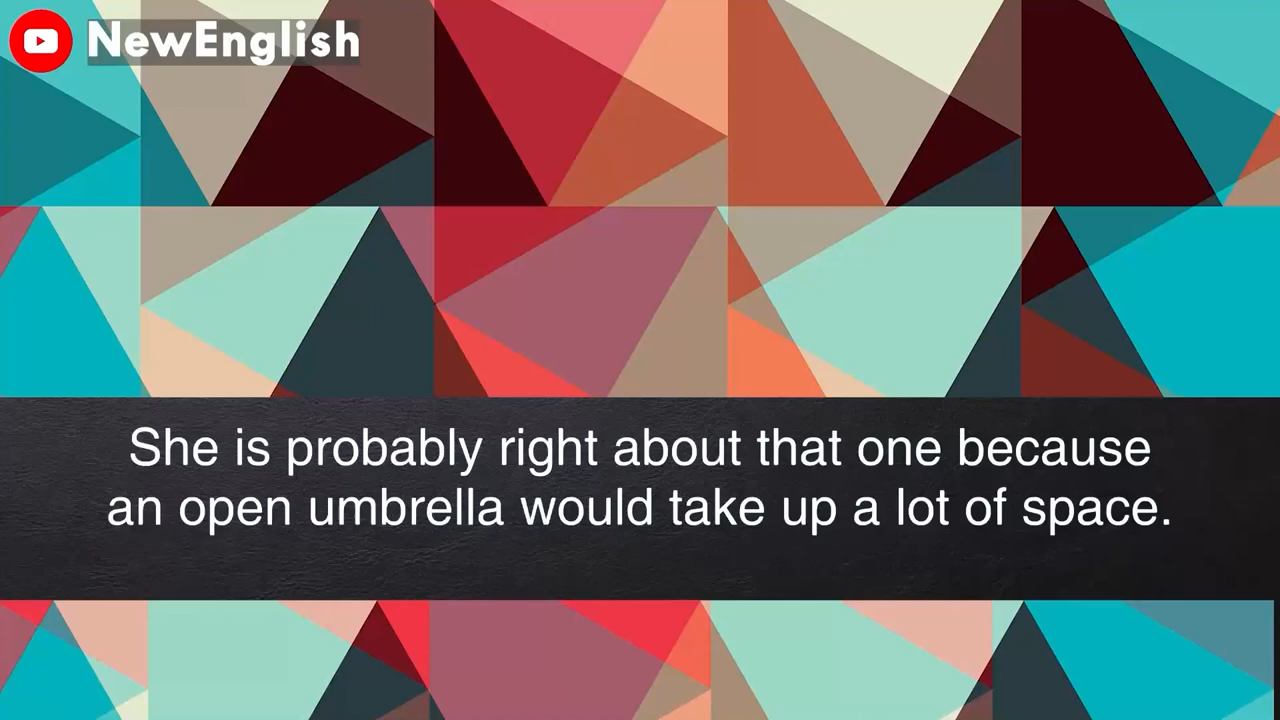 NewEnglish
She is probably right about that one because
an open umbrella would take up a lot of space.